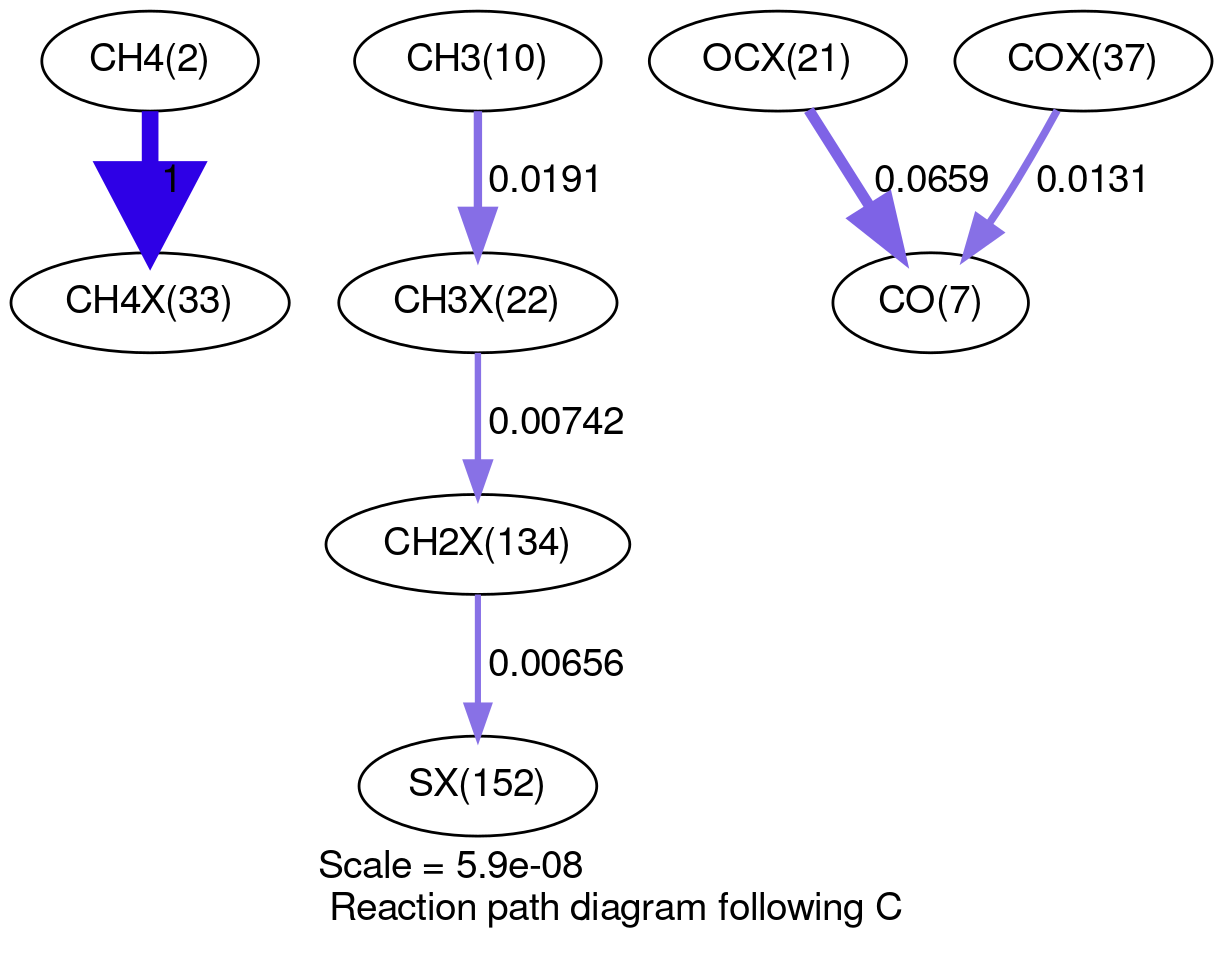 CH4(2) CH3(10) OCX(21) COX(37)
1 0.0191 0.0659 0.0131
CH4X(33) CH3X(22) CO(7)
0.00742
CH2X(134)
0.00656
SX(152)
Scale = 5.9e-08
Reaction path diagram following C